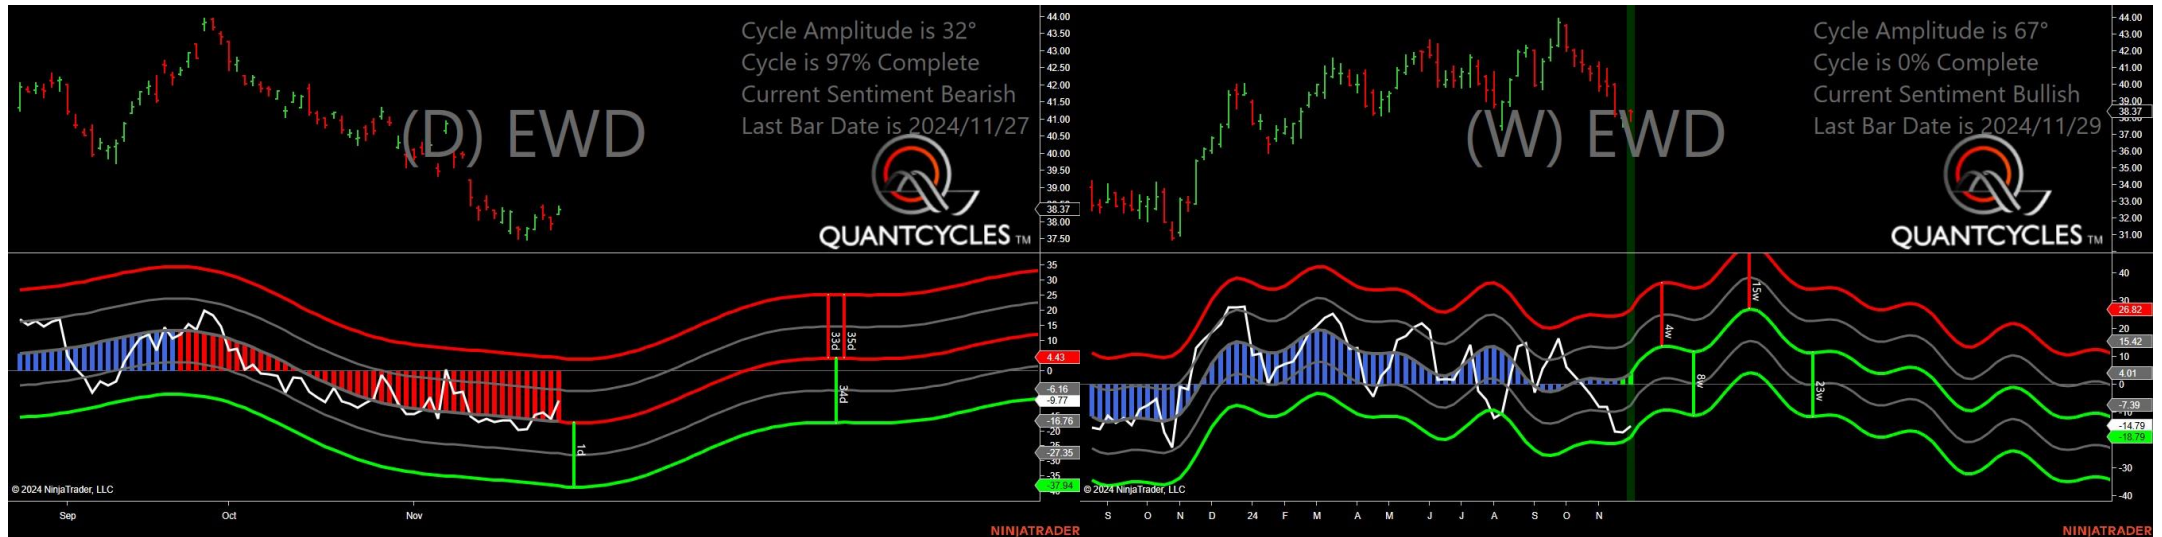 Cycle Amplitude is 32°
Cycle is 97% Complete
Current Sentiment Bearish
Last Bar Date is 2024/11/27
(D) EWD
QUANTCYCLES TM
44.00
43.50
43.00
42.50
42.00
41.50
41.00
40.50
40.00
39.50
39.00
38.37
38.00
37.50
35
30
25
20
15
10
4.43
0
-6.16
-9.77
-16.76
-20
-27.35
-30
-37.94
33d
35d
34d
1d
© 2024 NinjaTrader, LLC
Sep Oct Nov
NINJATRADER
Cycle Amplitude is 67°
Cycle is 0% Complete
Current Sentiment Bullish
Last Bar Date is 2024/11/29
(W) EWD
QUANTCYCLES TM
44.00
43.00
42.00
41.00
40.00
39.00
38.37
37.00
36.00
35.00
34.00
33.00
32.00
31.00
40
30
26.82
20
15.42
10
4.01
0
-7.39
-14.79
-18.79
-30
-40
4w
15w
8w
23w
© 2024 NinjaTrader, LLC
S O N D 24 F M A M J J A S O N
NINJATRADER